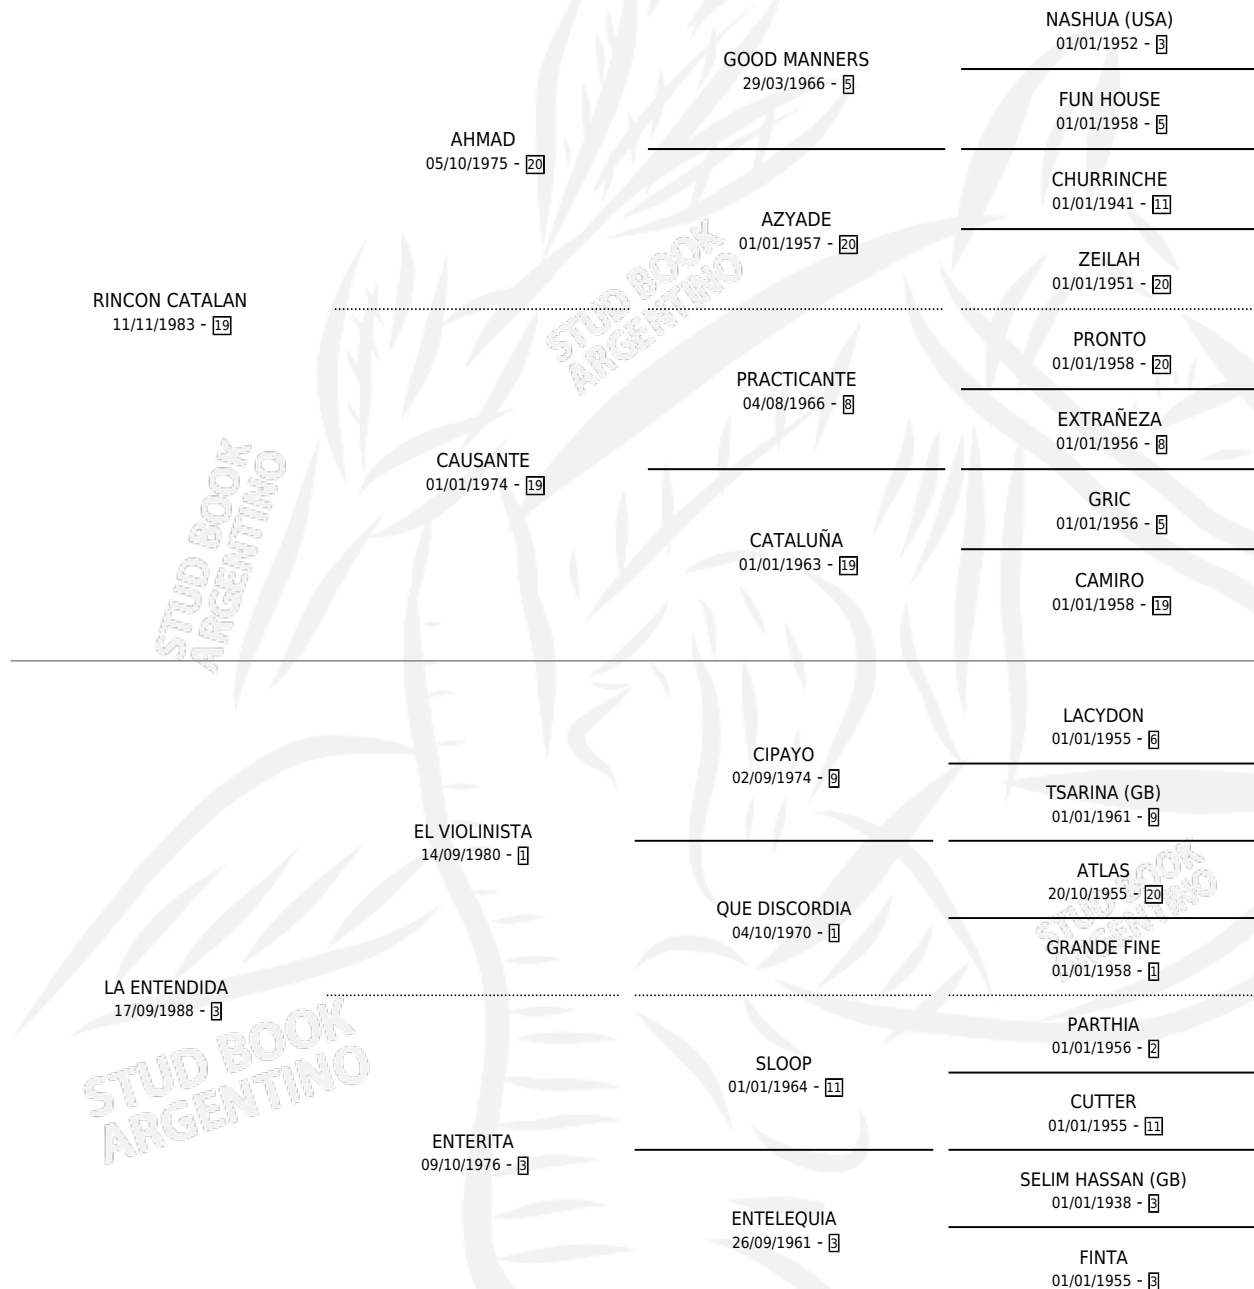 NASHUA (USA)
01/01/1952 - 3
GOOD MANNERS
29/03/1966 - 5
FUN HOUSE
01/01/1958 - 5
AHMAD
05/10/1975 - 20
CHURRINCHE
01/01/1941 - 11
AZYADE
01/01/1957 - 20
ZEILAH
01/01/1951 - 20
RINCON CATALAN
11/11/1983 - 19
STUD BOOK
ARGENTINO
PRONTO
01/01/1958 - 20
PRACTICANTE
04/08/1966 - 8
EXTRAÑEZA
01/01/1956 - 8
CAUSANTE
01/01/1974 - 19
GRIC
01/01/1956 - 5
CATALUÑA
01/01/1963 - 19
CAMIRO
01/01/1958 - 19
STUD BOOK
ARGENTINO
LACYDON
01/01/1955 - 6
CIPAYO
02/09/1974 - 9
TSARINA (GB)
01/01/1961 - 9
EL VIOLINISTA
14/09/1980 - 1
ATLAS
20/10/1955 - 20
STUD BOOK
ARGENTINO
QUE DISCORDIA
04/10/1970 - 1
GRANDE FINE
01/01/1958 - 1
LA ENTENDIDA
17/09/1988 - 3
STUD BOOK
ARGENTINO
PARTHIA
01/01/1956 - 2
SLOOP
01/01/1964 - 11
CUTTER
01/01/1955 - 11
ENTERITA
09/10/1976 - 3
SELIM HASSAN (GB)
01/01/1938 - 3
ENTELEQUIA
26/09/1961 - 3
FINTA
01/01/1955 - 3